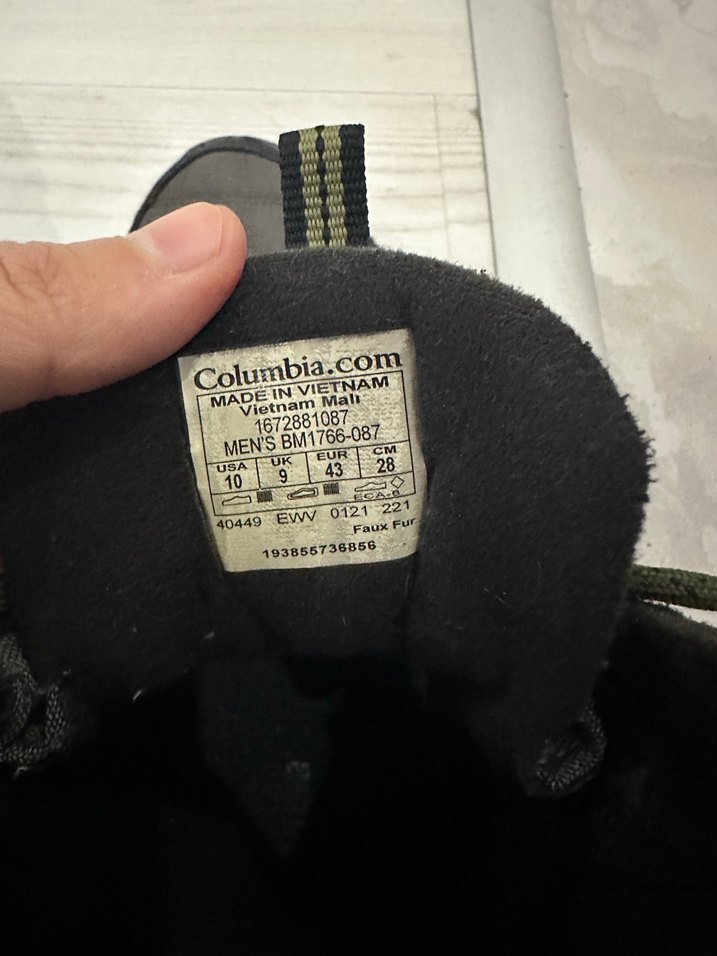 Columbia.com
MADE IN VIETNAM
Vietnam Malı
1672881087
MEN'S BM1766-087
USA UK EUR CM
10 9 43 28
ECA-6
40449 EWV 0121 221
Faux Fur
193855736856